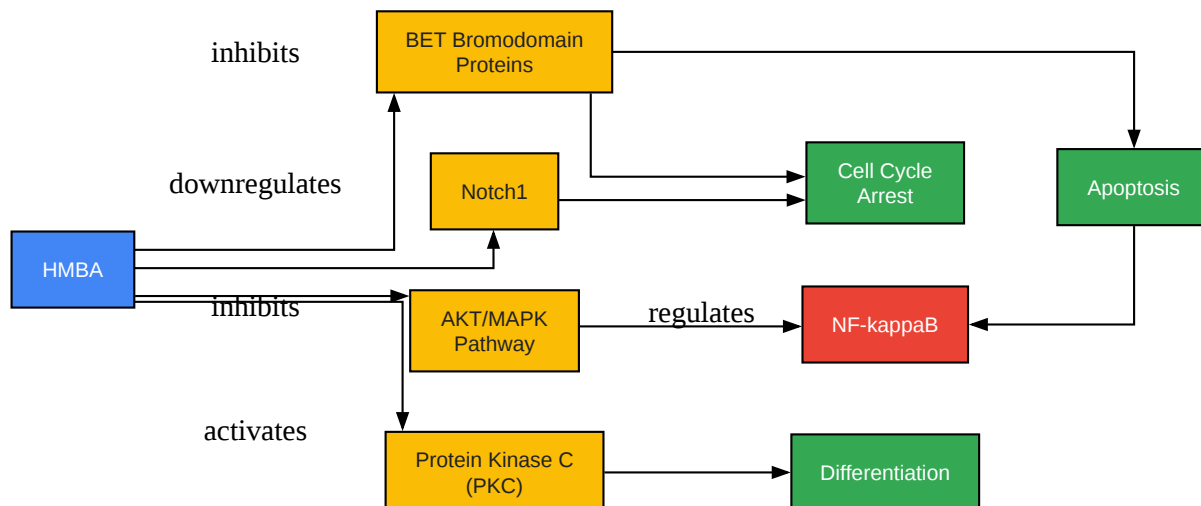 inhibits
BET Bromodomain
Proteins
downregulates
Notch1
Cell Cycle
Arrest
Apoptosis
HMBA
inhibits
AKT/MAPK
Pathway
regulates
NF-kappaB
activates
Protein Kinase C
(PKC)
Differentiation